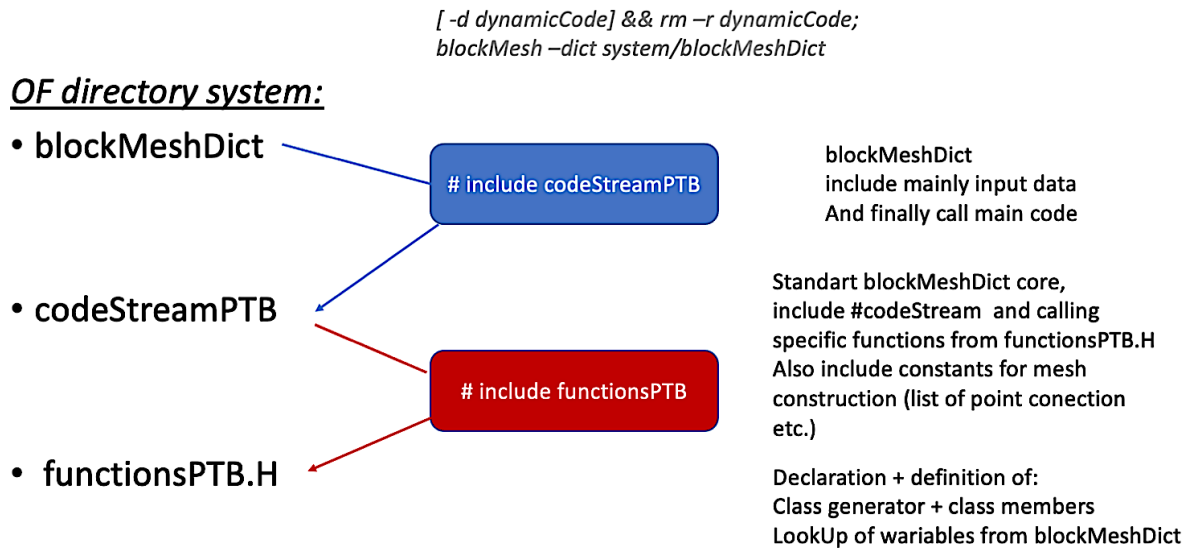 [ -d dynamicCode] && rm –r dynamicCode;
blockMesh –dict system/blockMeshDict
OF directory system:
• blockMeshDict
# include codeStreamPTB
blockMeshDict
include mainly input data
And finally call main code
• codeStreamPTB
Standart blockMeshDict core,
include #codeStream and calling
specific functions from functionsPTB.H
Also include constants for mesh
construction (list of point conection
etc.)
# include functionsPTB
• functionsPTB.H
Declaration + definition of:
Class generator + class members
LookUp of wariables from blockMeshDict